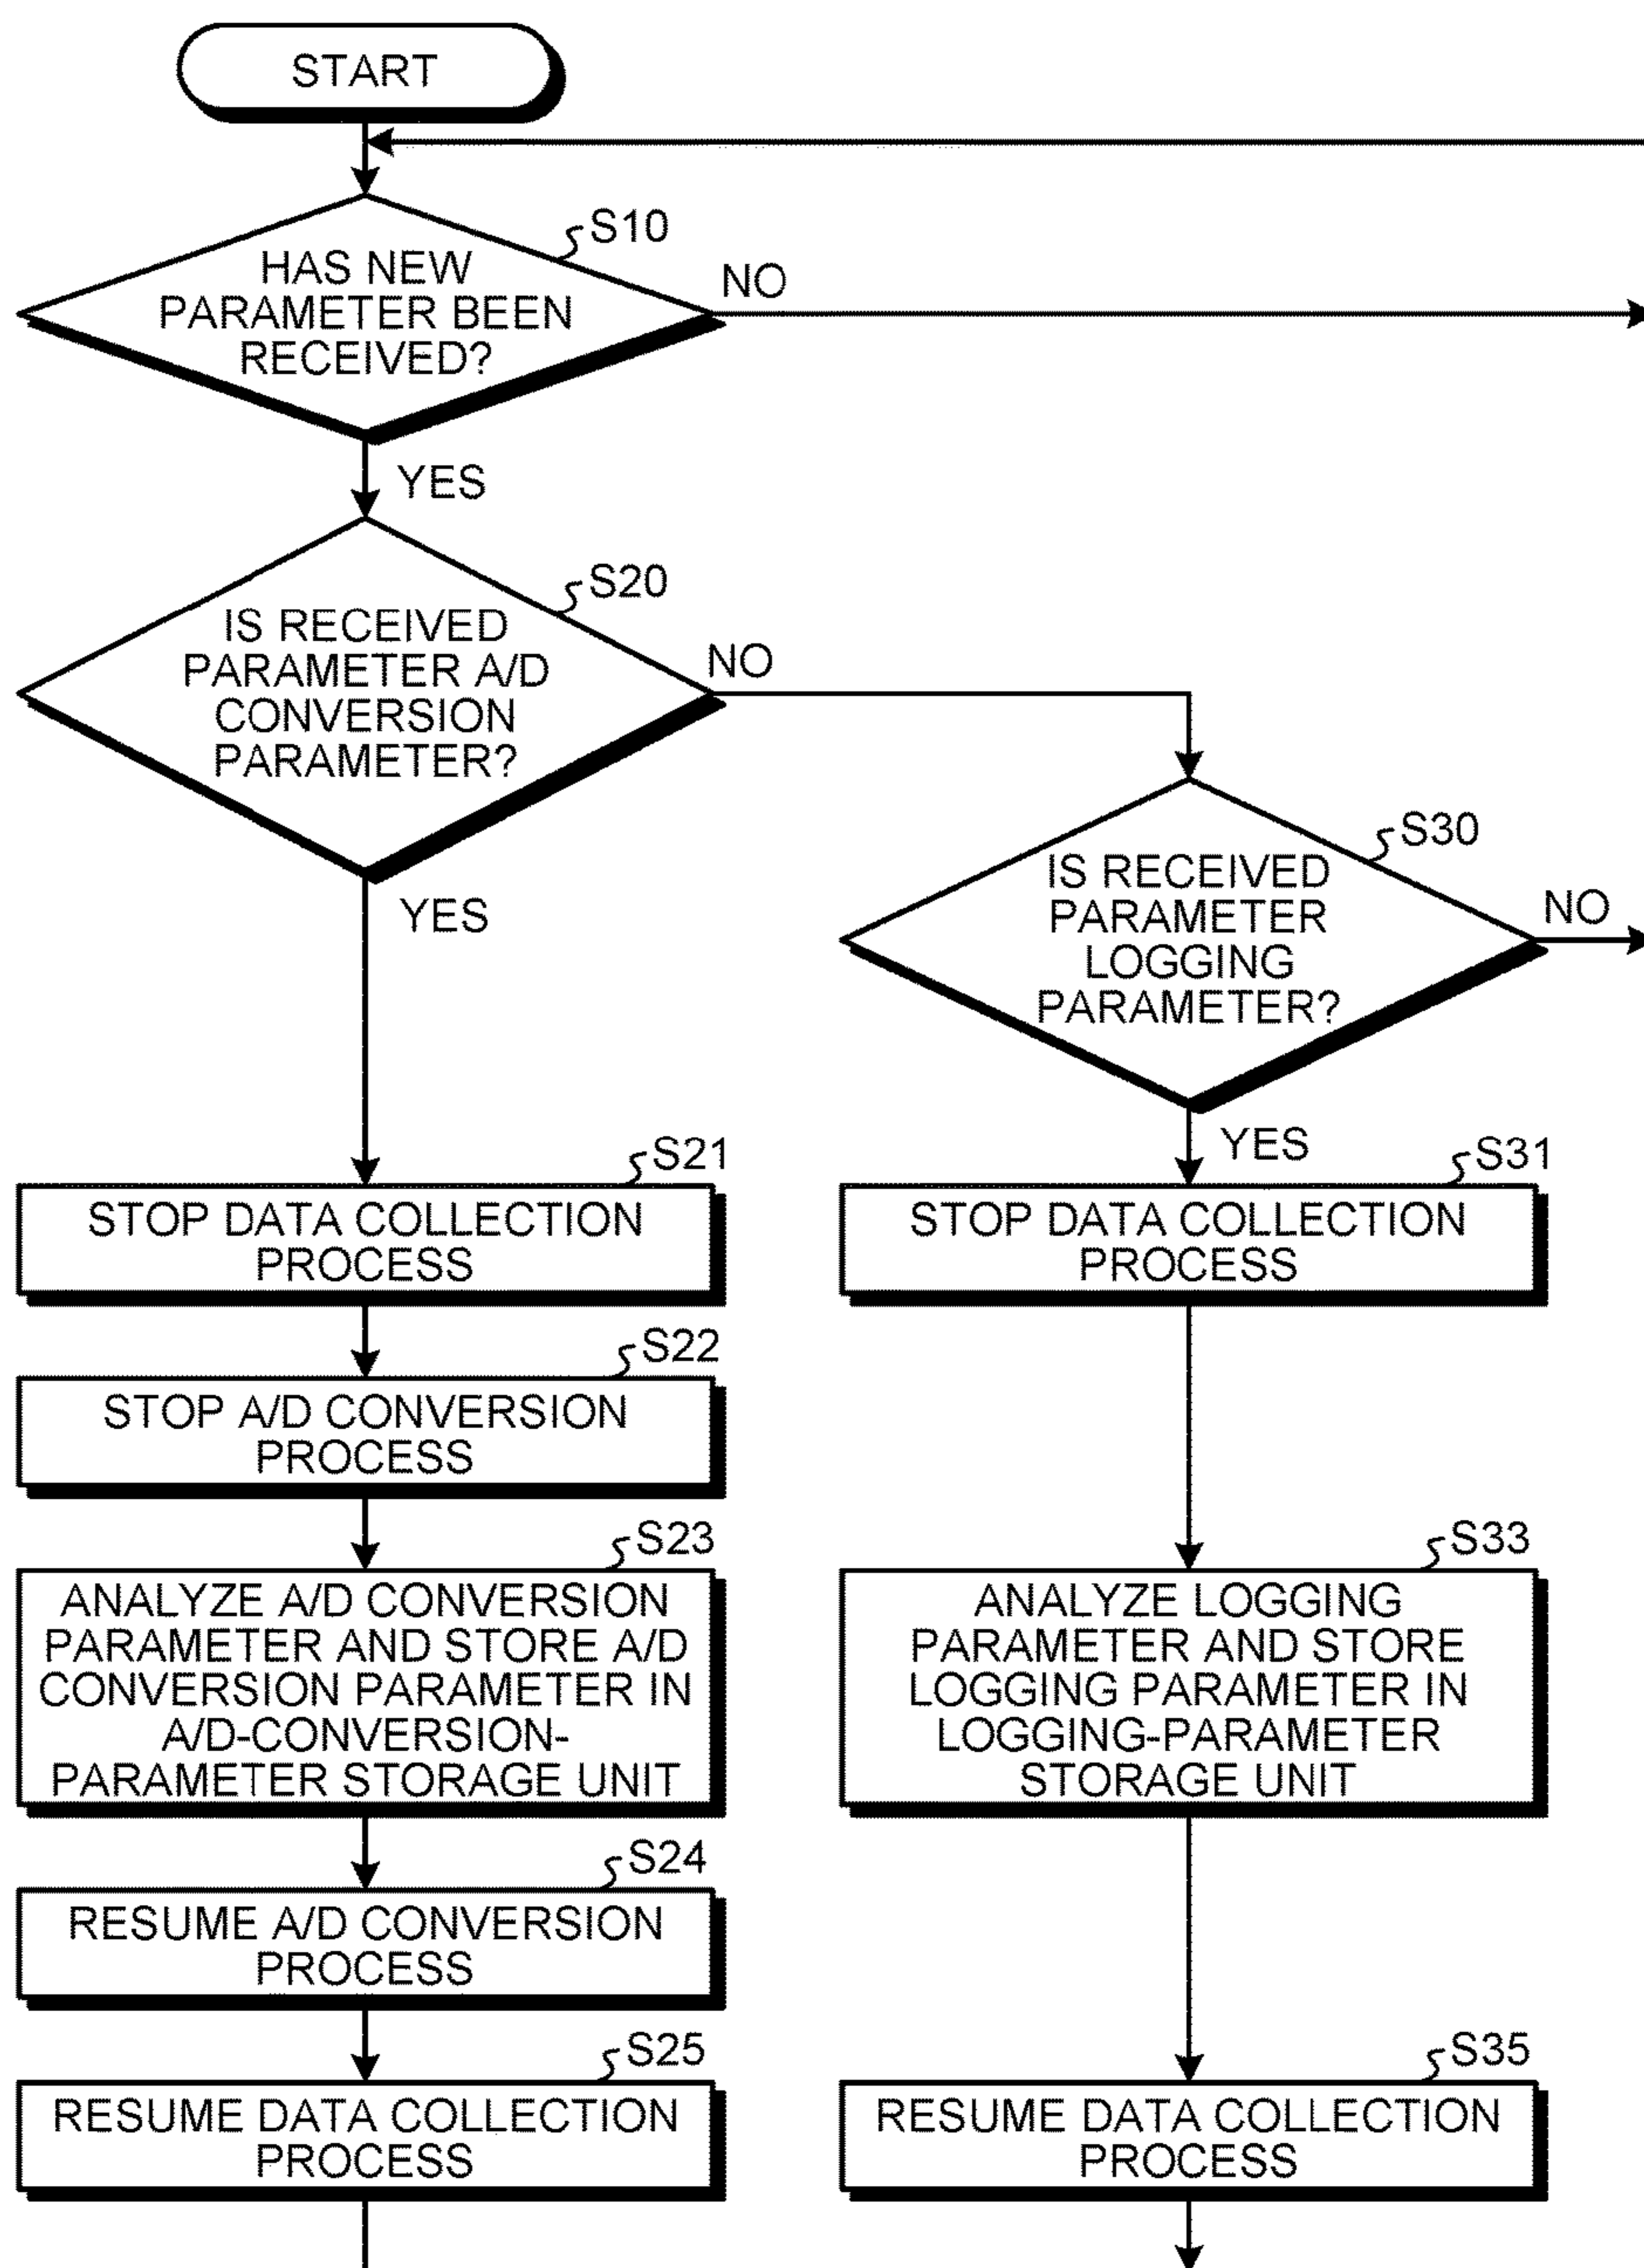 START
S10
HAS NEW
PARAMETER BEEN
RECEIVED?
NO
YES
S20
IS RECEIVED
PARAMETER A/D
CONVERSION
PARAMETER?
NO
YES
S30
IS RECEIVED
PARAMETER
LOGGING
PARAMETER?
NO
YES
S21
STOP DATA COLLECTION
PROCESS
S22
STOP A/D CONVERSION
PROCESS
S23
ANALYZE A/D CONVERSION
PARAMETER AND STORE A/D
CONVERSION PARAMETER IN
A/D-CONVERSION-
PARAMETER STORAGE UNIT
S24
RESUME A/D CONVERSION
PROCESS
S25
RESUME DATA COLLECTION
PROCESS
S31
STOP DATA COLLECTION
PROCESS
S33
ANALYZE LOGGING
PARAMETER AND STORE
LOGGING PARAMETER IN
LOGGING-PARAMETER
STORAGE UNIT
S35
RESUME DATA COLLECTION
PROCESS